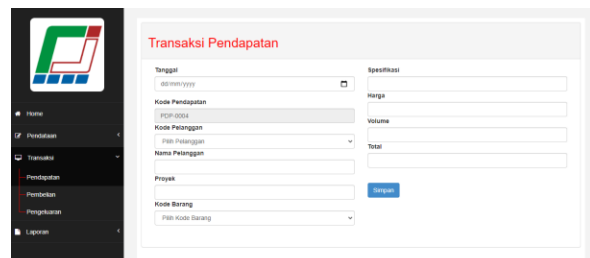 Home
Pendataan
Transaksi
Pendapatan
Pembelian
Pengeluaran
Laporan
Transaksi Pendapatan
Tanggal
dd/mm/yyyy
Kode Pendapatan
PDP-0004
Kode Pelanggan
Pilih Pelanggan
Nama Pelanggan
Proyek
Kode Barang
Pilih Kode Barang
Spesifikasi
Harga
Volume
Total
Simpan